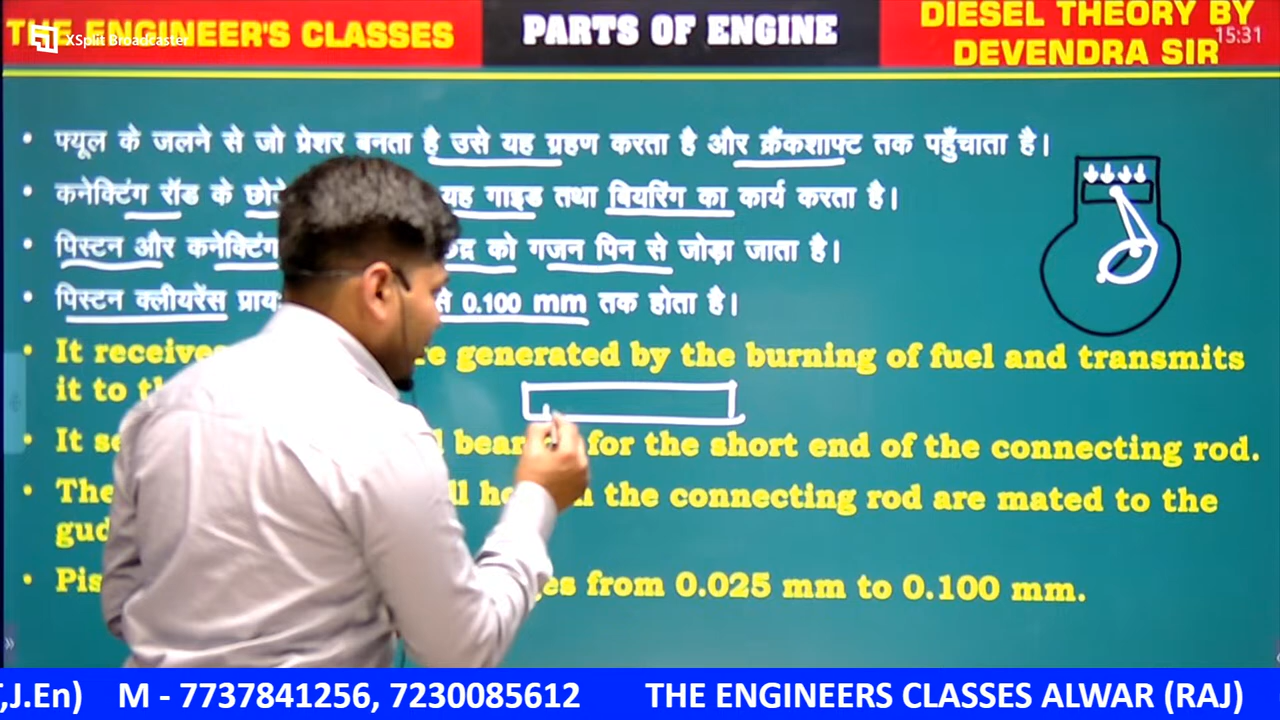 THE ENGINEER'S CLASSES
XSplit Broadcaster
PARTS OF ENGINE
DIESEL THEORY BY
DEVENDRA SIR
15:31
• फ्यूल के जलने से जो प्रेशर बनता है उसे यह ग्रहण करता है और क्रैंकशाफ्ट तक पहुँचाता है।
• कनेक्टिंग रॉड के यह गाइड तथा बियरिंग का कार्य करता है।
• पिस्टन और कनेक्टिंग को गजन पिन से जोड़ा जाता है।
• पिस्टन क्लीयरेंस से 0.100 mm तक होता है।
• It generated by the burning of fuel and transmits
it to
• It for the short end of the connecting rod.
• The the connecting rod are mated to the
• from 0.025 mm to 0.100 mm.
,J.En) M - 7737841256, 7230085612 THE ENGINEERS CLASSES ALWAR (RAJ)